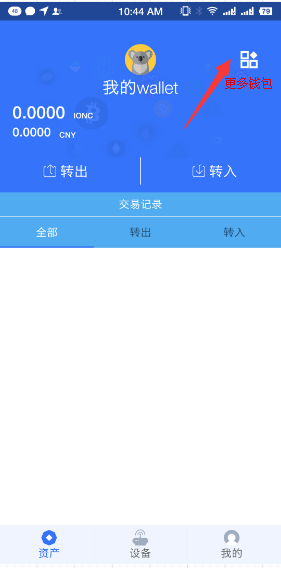 48 10:44 AM 79
我的wallet
更多钱包
0.0000 IONC
0.0000 CNY
转出 转入
交易记录
全部 转出 转入
资产 设备 我的